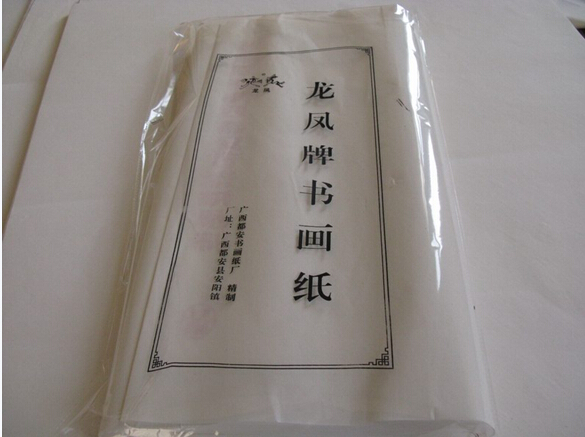 龙凤牌书画纸
龙凤
广西都安书画纸厂 精制
厂址：广西都安县安阳镇